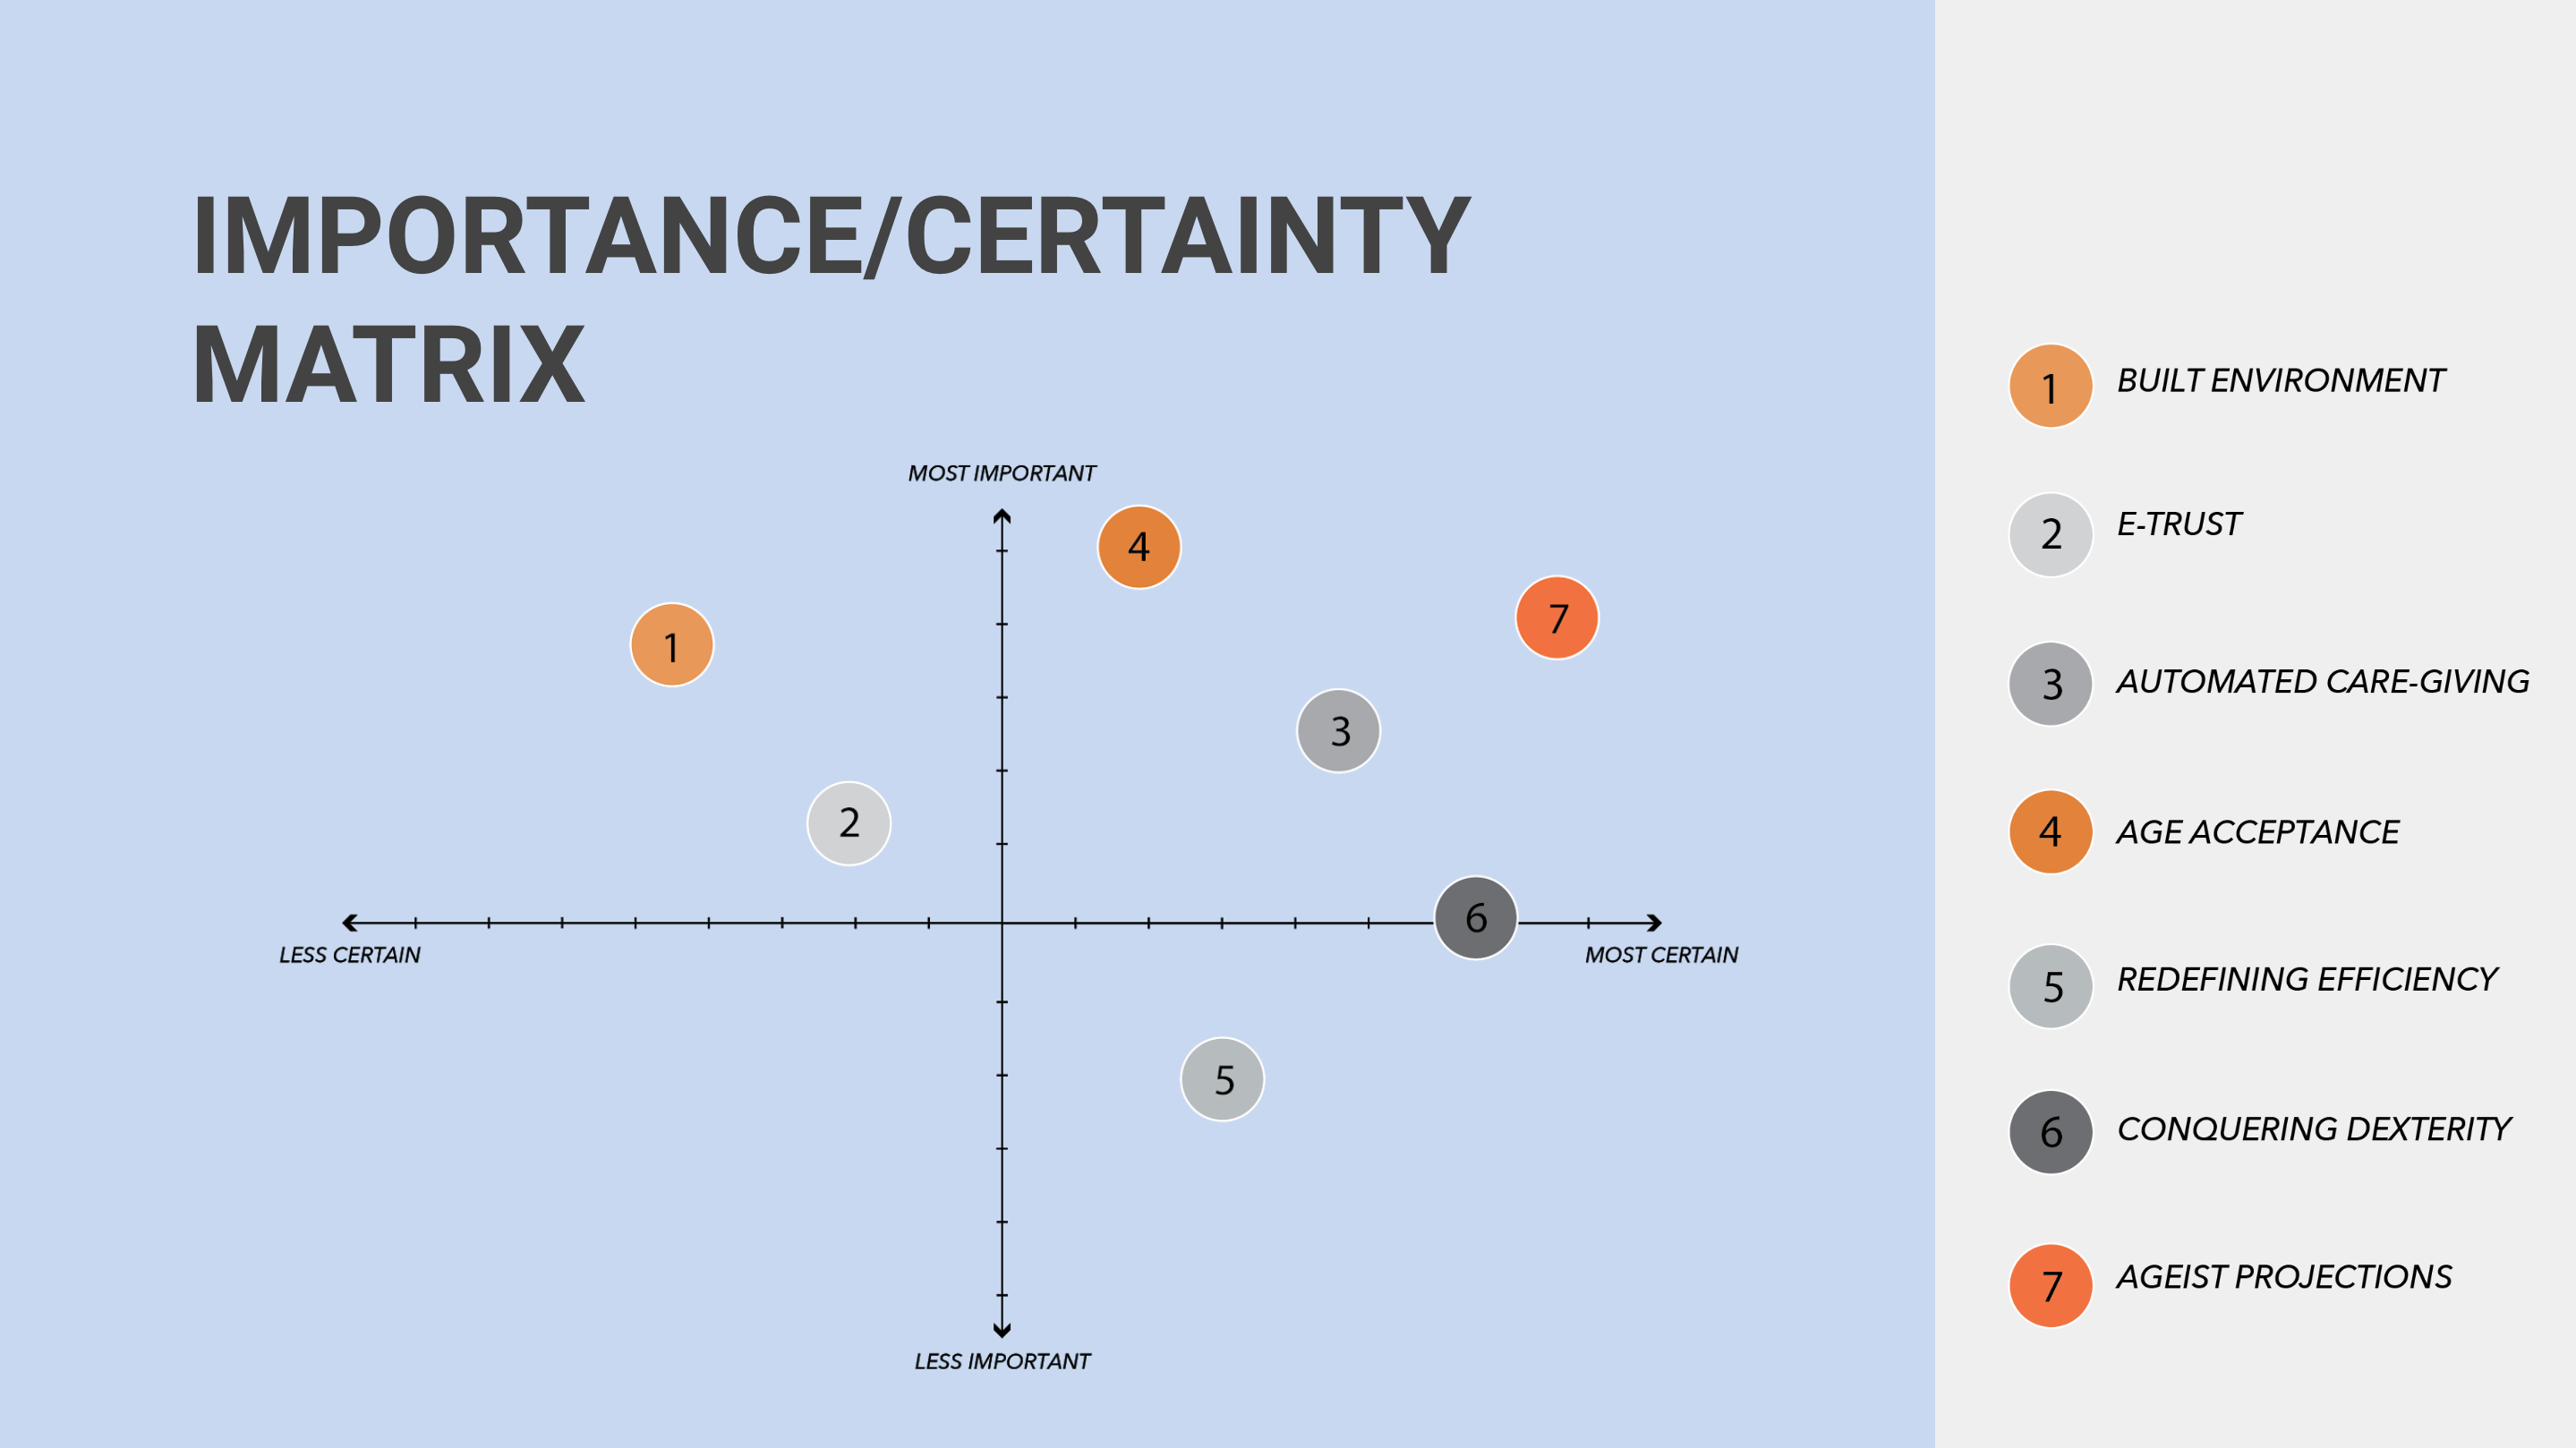 IMPORTANCE/CERTAINTY
MATRIX
MOST IMPORTANT
4
7
1
3
2
6
LESS CERTAIN
MOST CERTAIN
5
LESS IMPORTANT
1 BUILT ENVIRONMENT
2 E-TRUST
3 AUTOMATED CARE-GIVING
4 AGE ACCEPTANCE
5 REDEFINING EFFICIENCY
6 CONQUERING DEXTERITY
7 AGEIST PROJECTIONS